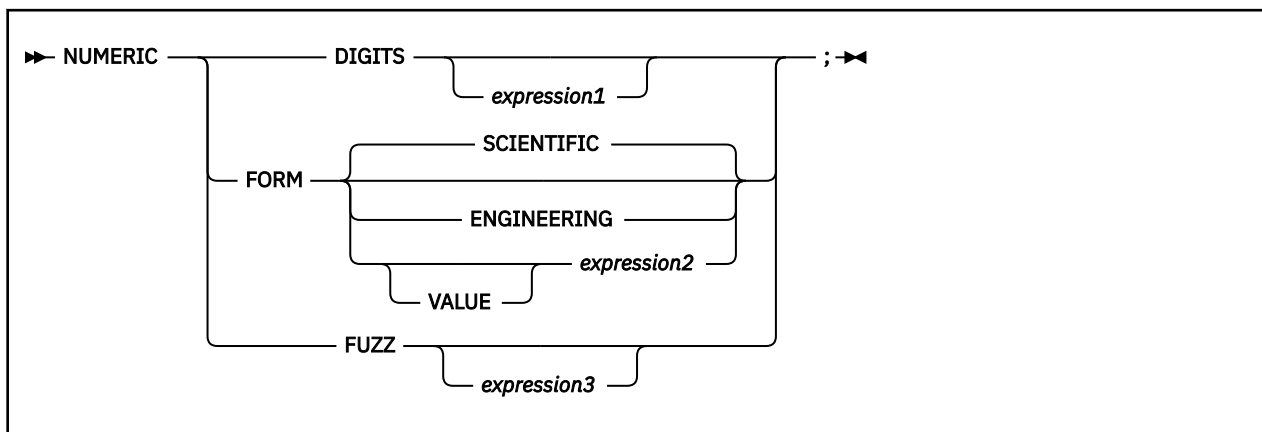 NUMERIC DIGITS ;
expression1
SCIENTIFIC
FORM
ENGINEERING
expression2
VALUE
FUZZ
expression3